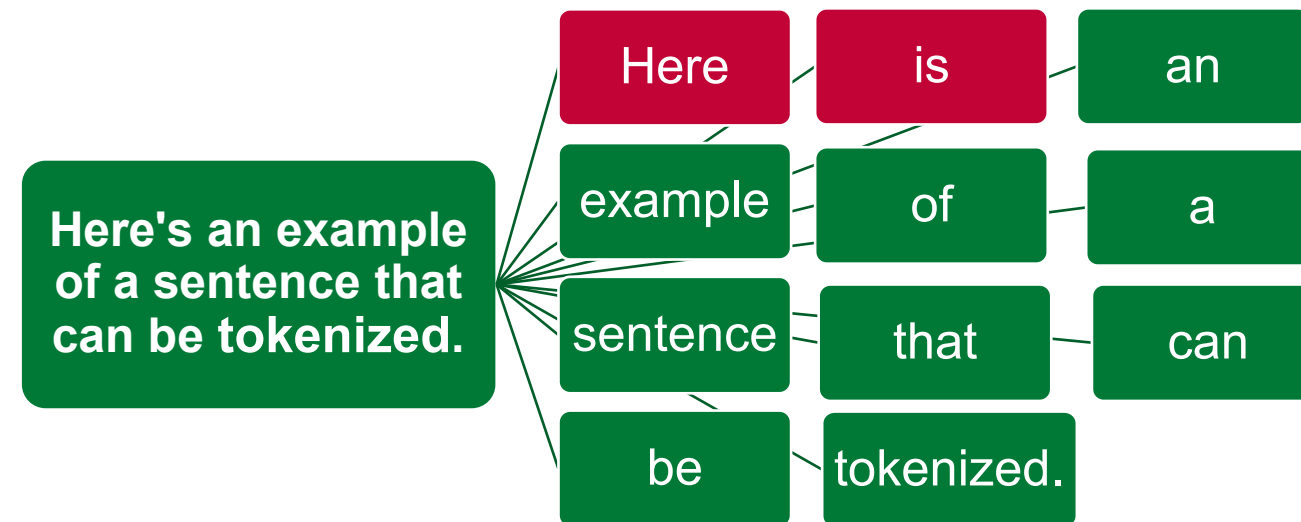 Here's an example
of a sentence that
can be tokenized.
Here
is
an
example
of
a
sentence
that
can
be
tokenized.